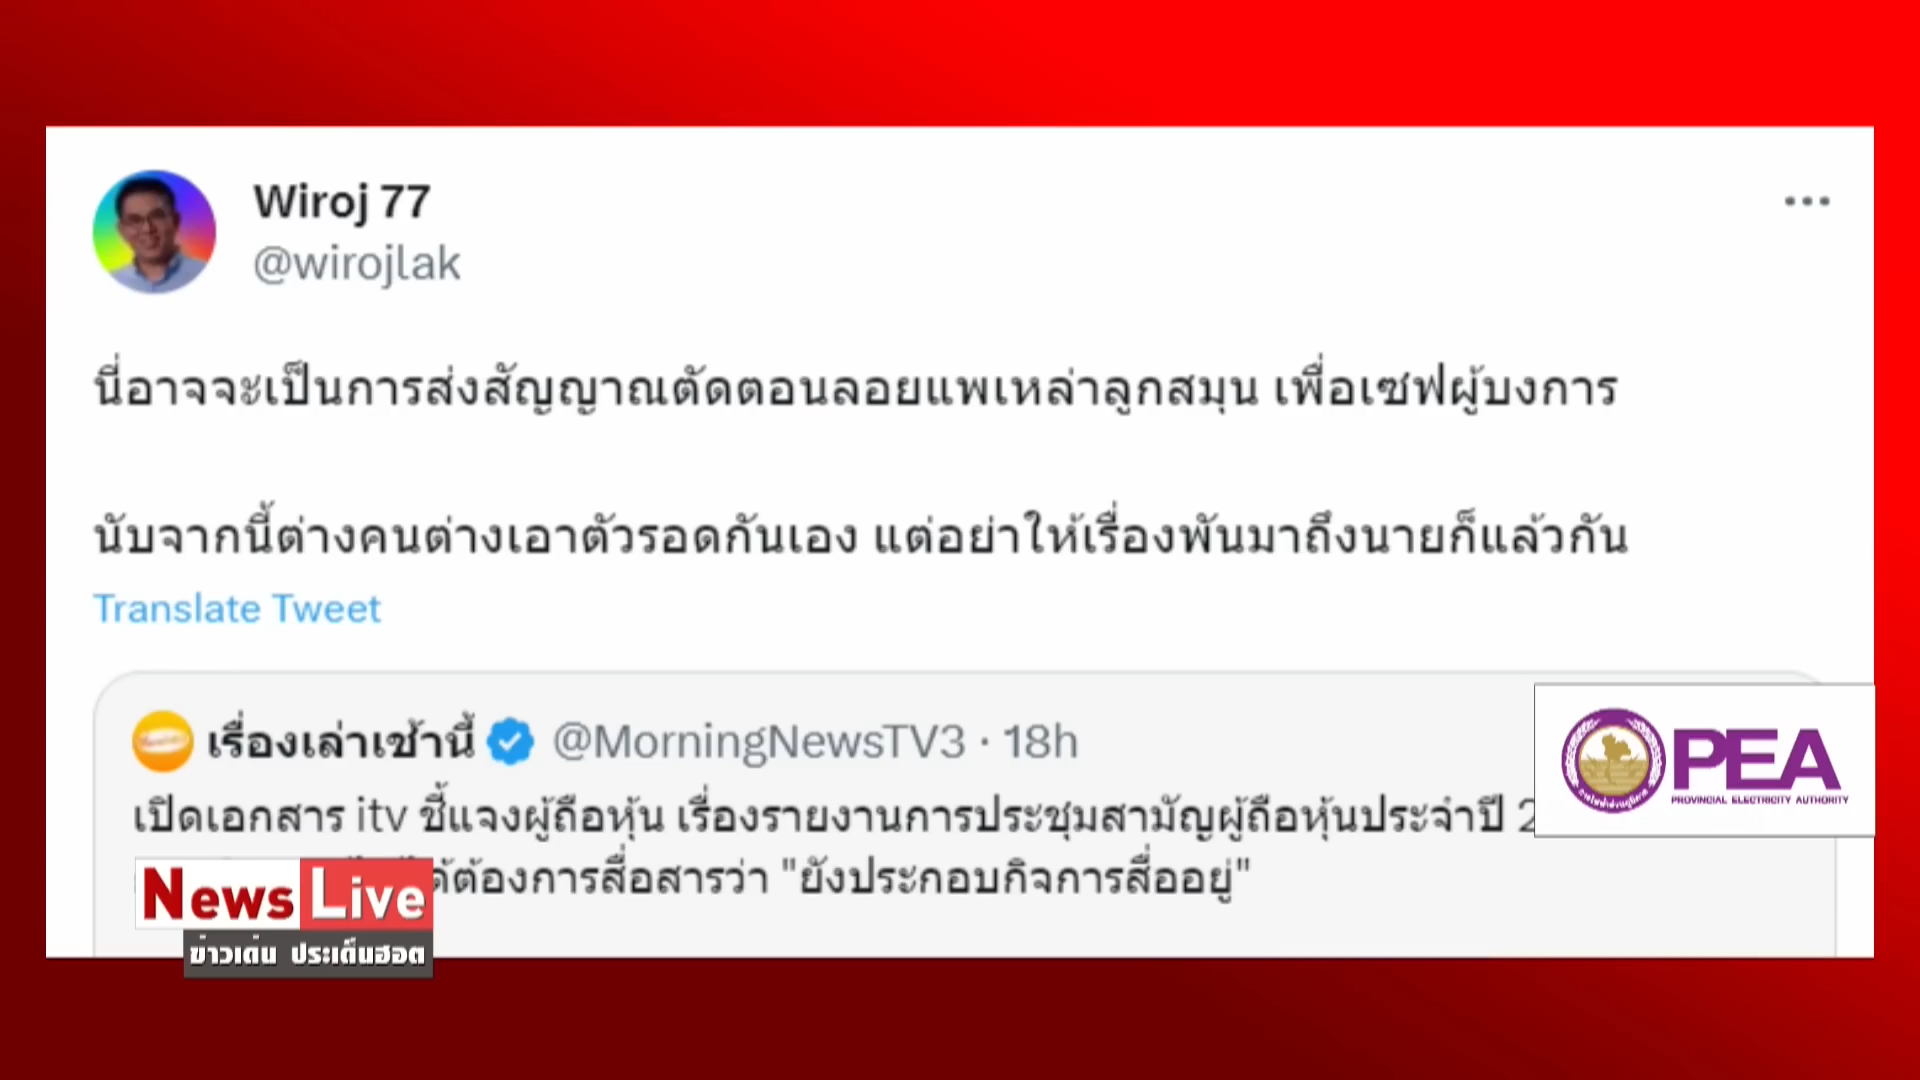 Wiroj 77
@wirojlak
นี่อาจจะเป็นการส่งสัญญาณตัดตอนลอยแพเหล่าลูกสมุน เพื่อเซฟผู้บงการ
นับจากนี้ต่างคนต่างเอาตัวรอดกันเอง แต่อย่าให้เรื่องพันมาถึงนายก็แล้วกัน
Translate Tweet
เรื่องเล่าเช้านี้ @MorningNewsTV3 · 18h
เปิดเอกสาร itv ชี้แจงผู้ถือหุ้น เรื่องรายงานการประชุมสามัญผู้ถือหุ้นประจำปี 2
ต้องการสื่อสารว่า "ยังประกอบกิจการสื่ออยู่"
PEA
PROVINCIAL ELECTRICITY AUTHORITY
News Live
ข่าวเด่น ประเด็นฮอต